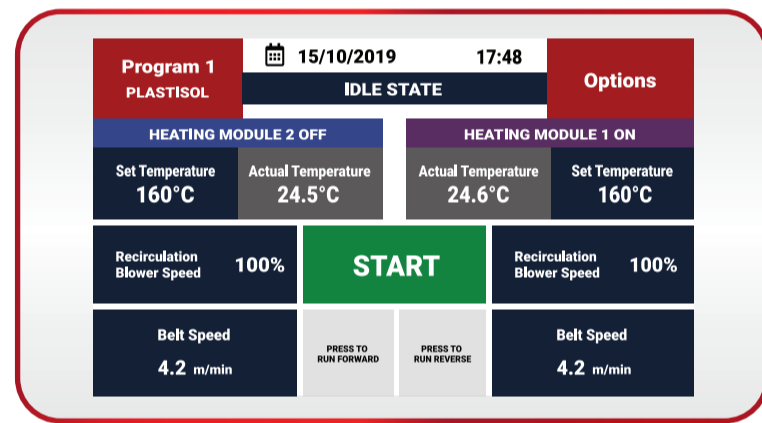 Program 1
PLASTISOL
15/10/2019 17:48
IDLE STATE
Options
HEATING MODULE 2 OFF
HEATING MODULE 1 ON
Set Temperature
160°C
Actual Temperature
24.5°C
Actual Temperature
24.6°C
Set Temperature
160°C
Recirculation
Blower Speed
100%
START
Recirculation
Blower Speed
100%
Belt Speed
4.2 m/min
PRESS TO
RUN FORWARD
PRESS TO
RUN REVERSE
Belt Speed
4.2 m/min